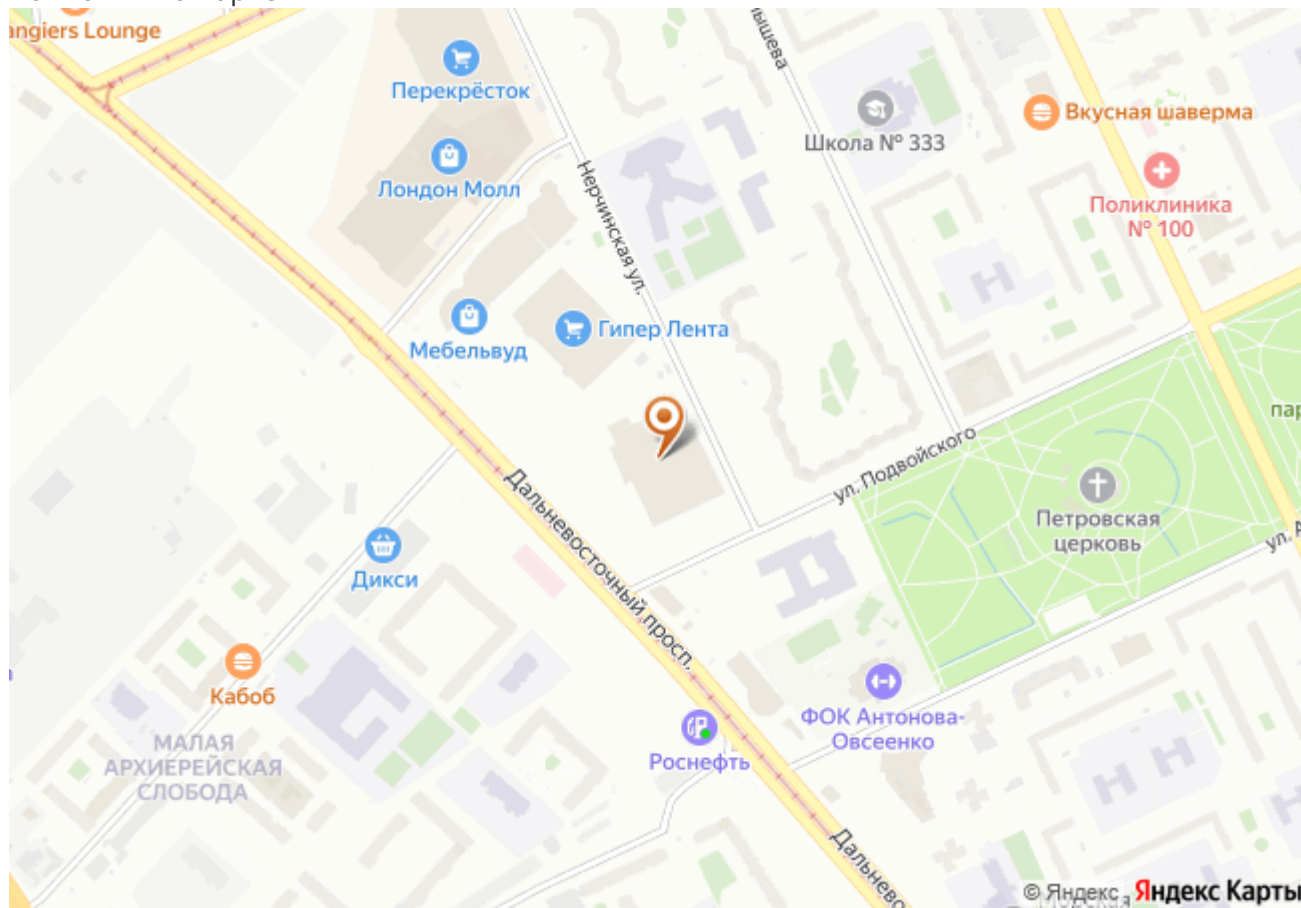 angiers Lounge
Перекрёсток
Лондон Молл
Нерчинская ул.
Школа № 333
Вкусная шаверма
Поликлиника
№ 100
Мебельвуд
Гипер Лента
ул. Подвойского
Петровская
церковь
Дальневосточный просп.
Дикси
Кабоб
МАЛАЯ
АРХИЕРЕЙСКАЯ
СЛОБОДА
ФОК Антонова-
Овсеенко
Роснефть
© Яндекс Яндекс Карты